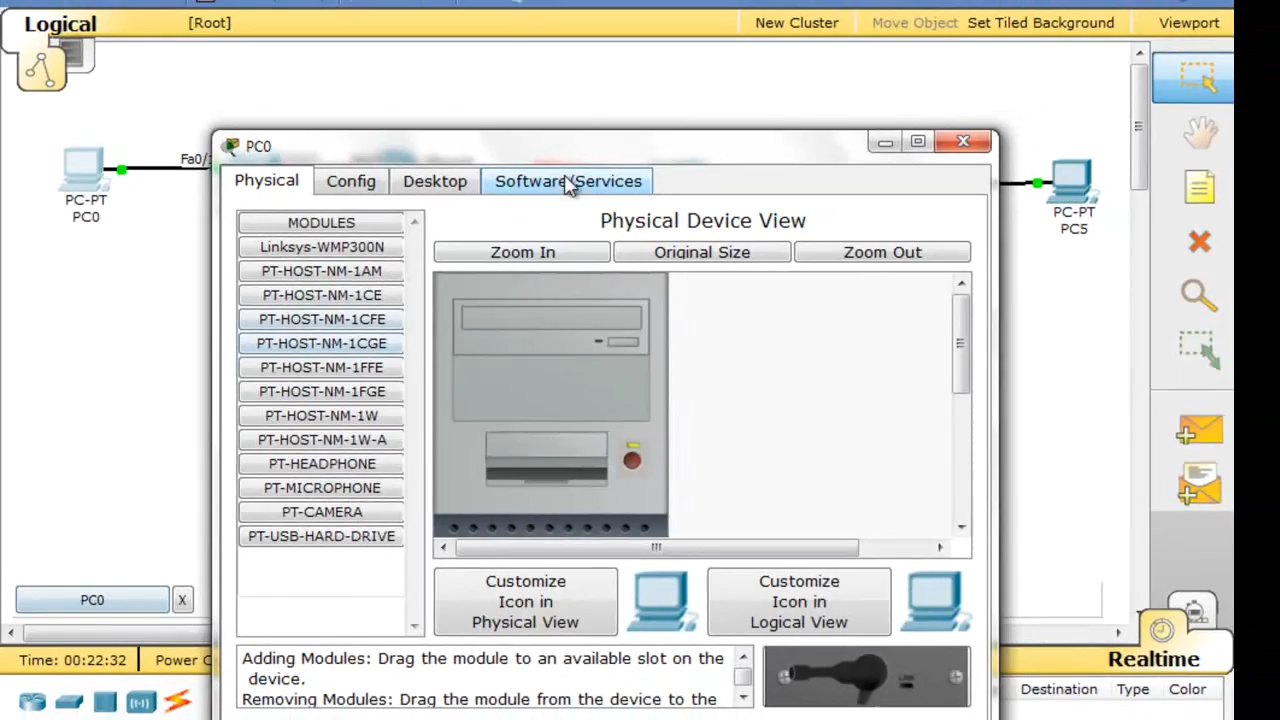 Logical
[Root]
New Cluster
Move Object
Set Tiled Background
Viewport
Fa0/
PC-PT
PC0
PC-PT
PC5
PC0
Physical
Config
Desktop
Software/Services
MODULES
Linksys-WMP300N
PT-HOST-NM-1AM
PT-HOST-NM-1CE
PT-HOST-NM-1CFE
PT-HOST-NM-1CGE
PT-HOST-NM-1FFE
PT-HOST-NM-1FGE
PT-HOST-NM-1W
PT-HOST-NM-1W-A
PT-HEADPHONE
PT-MICROPHONE
PT-CAMERA
PT-USB-HARD-DRIVE
Physical Device View
Zoom In
Original Size
Zoom Out
Customize
Icon in
Physical View
Customize
Icon in
Logical View
Adding Modules: Drag the module to an available slot on the
device.
Removing Modules: Drag the module from the device to the
PC0
X
Time: 00:22:32
Power C
Realtime
Destination
Type
Color